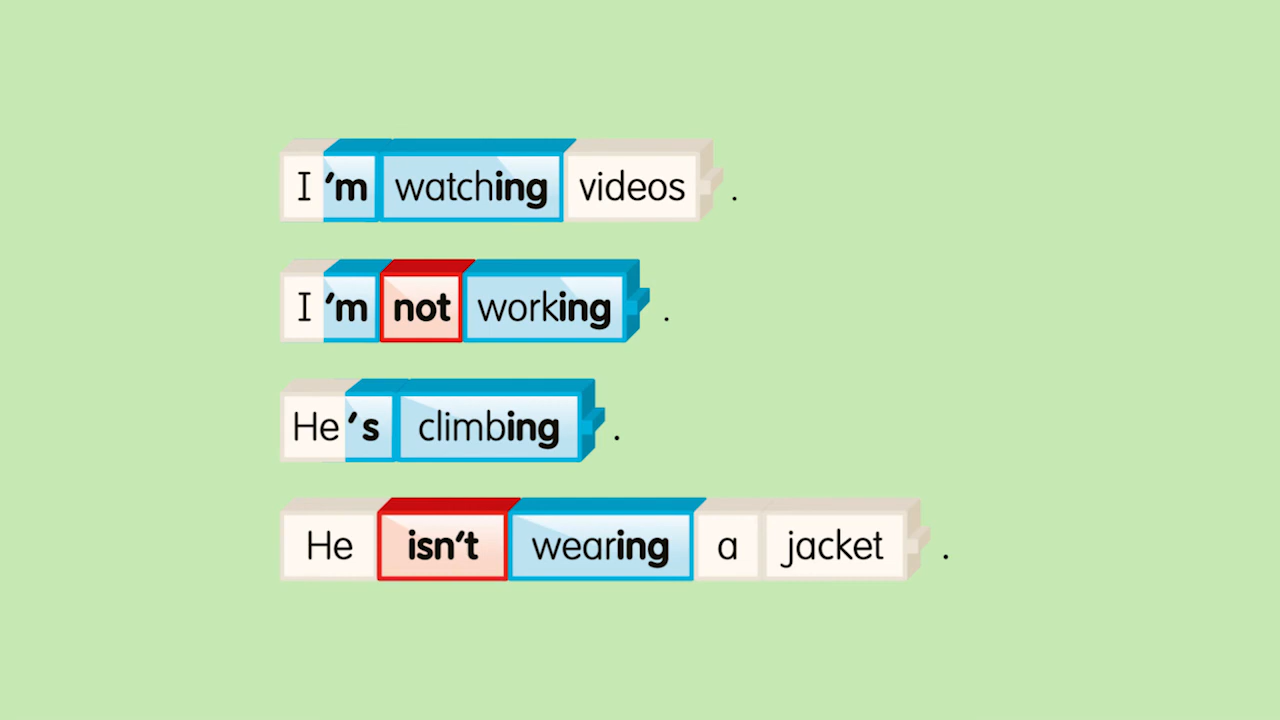 I'm watching videos.
I'm not working.
He's climbing.
He isn't wearing a jacket.